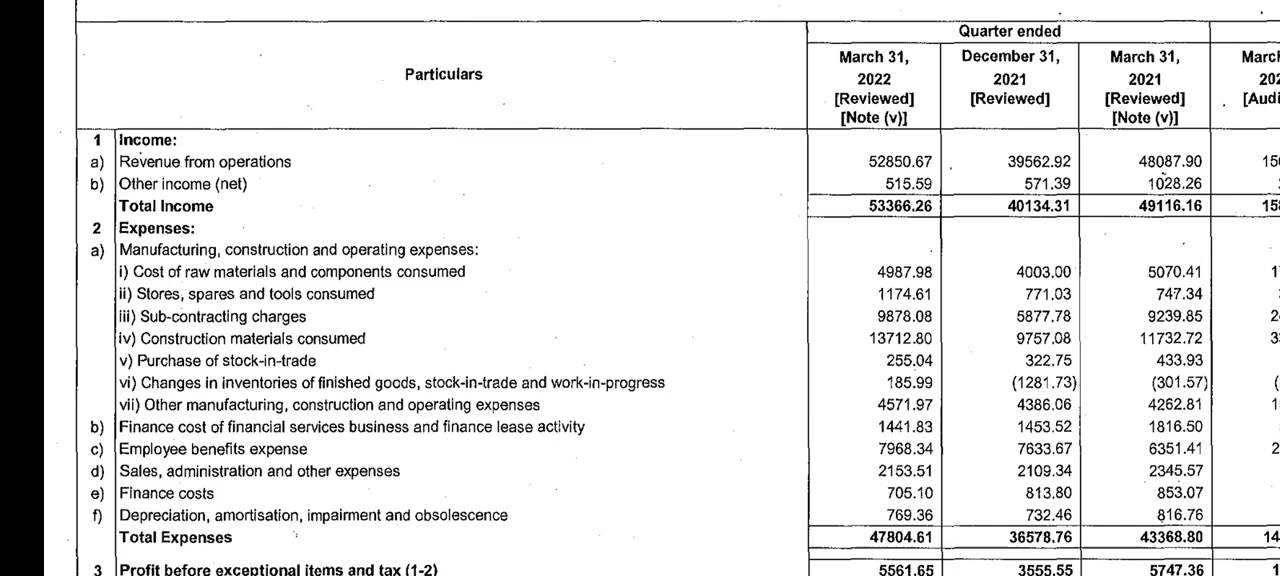 Particulars Quarter ended
March 31, December 31, March 31, March
2022 2021 2021 202
[Reviewed] [Reviewed] [Reviewed] [Audi
[Note (v)] [Note (v)]
1 Income:
a) Revenue from operations 52850.67 39562.92 48087.90
b) Other income (net) 515.59 571.39 1028.26
Total Income 53366.26 40134.31 49116.16
2 Expenses:
a) Manufacturing, construction and operating expenses:
i) Cost of raw materials and components consumed 4987.98 4003.00 5070.41
ii) Stores, spares and tools consumed 1174.61 771.03 747.34
iii) Sub-contracting charges 9878.08 5877.78 9239.85
iv) Construction materials consumed 13712.80 9757.08 11732.72
v) Purchase of stock-in-trade 255.04 322.75 433.93
vi) Changes in inventories of finished goods, stock-in-trade and work-in-progress 185.99 (1281.73) (301.57)
vii) Other manufacturing, construction and operating expenses 4571.97 4386.06 4262.81
b) Finance cost of financial services business and finance lease activity 1441.83 1453.52 1816.50
c) Employee benefits expense 7968.34 7633.67 6351.41
d) Sales, administration and other expenses 2153.51 2109.34 2345.57
e) Finance costs 705.10 813.80 853.07
f) Depreciation, amortisation, impairment and obsolescence 769.36 732.46 816.76
Total Expenses 47804.61 36578.76 43368.80
3 Profit before exceptional items and tax (1-2) 5561.65 3555.55 5747.36